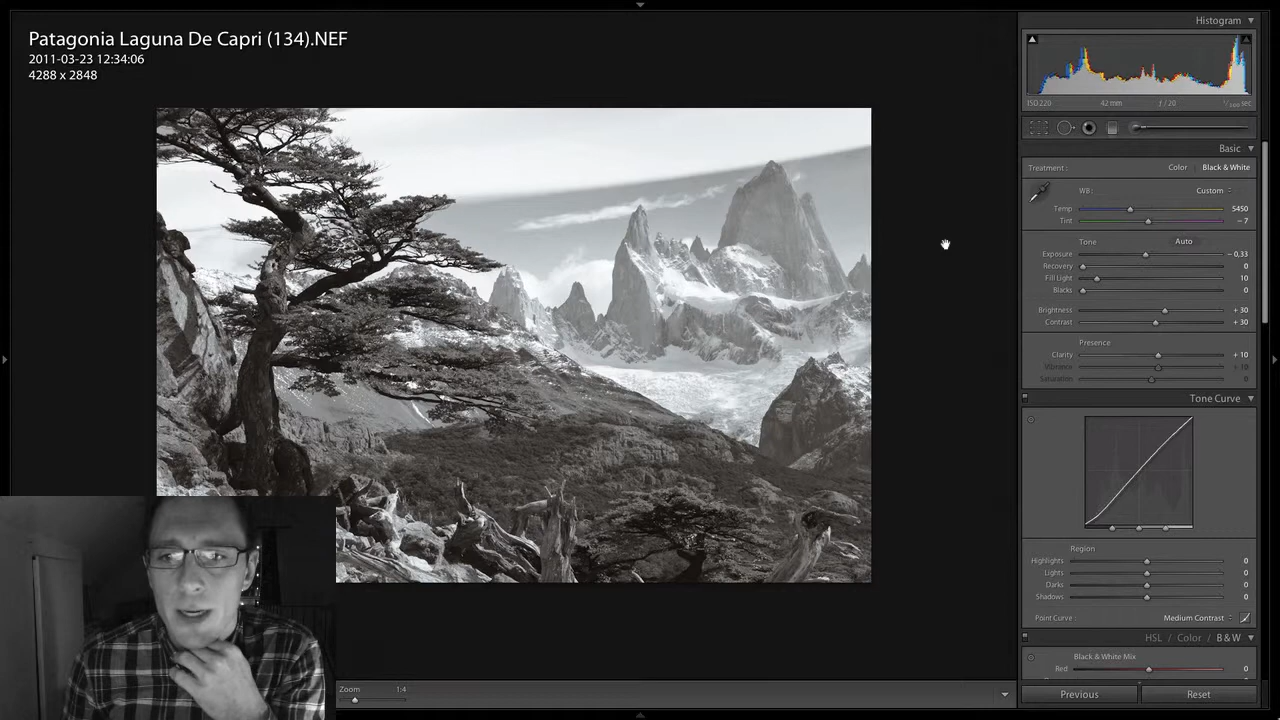 Patagonia Laguna De Capri (134).NEF
2011-03-23 12:34:06
4288 x 2848
Histogram
ISO 220 42 mm ƒ / 20
Basic
Treatment : Color Black & White
WB : Custom
Temp 5450
Tint − 7
Tone Auto
Exposure − 0,33
Recovery 0
Fill Light 10
Blacks 0
Brightness + 30
Contrast + 30
Presence
Clarity + 10
Vibrance + 10
Saturation 0
Tone Curve
Region
Highlights 0
Lights 0
Darks 0
Shadows 0
Point Curve : Medium Contrast
HSL / Color / B & W
Black & White Mix
Red 0
Zoom 1:4
Previous Reset